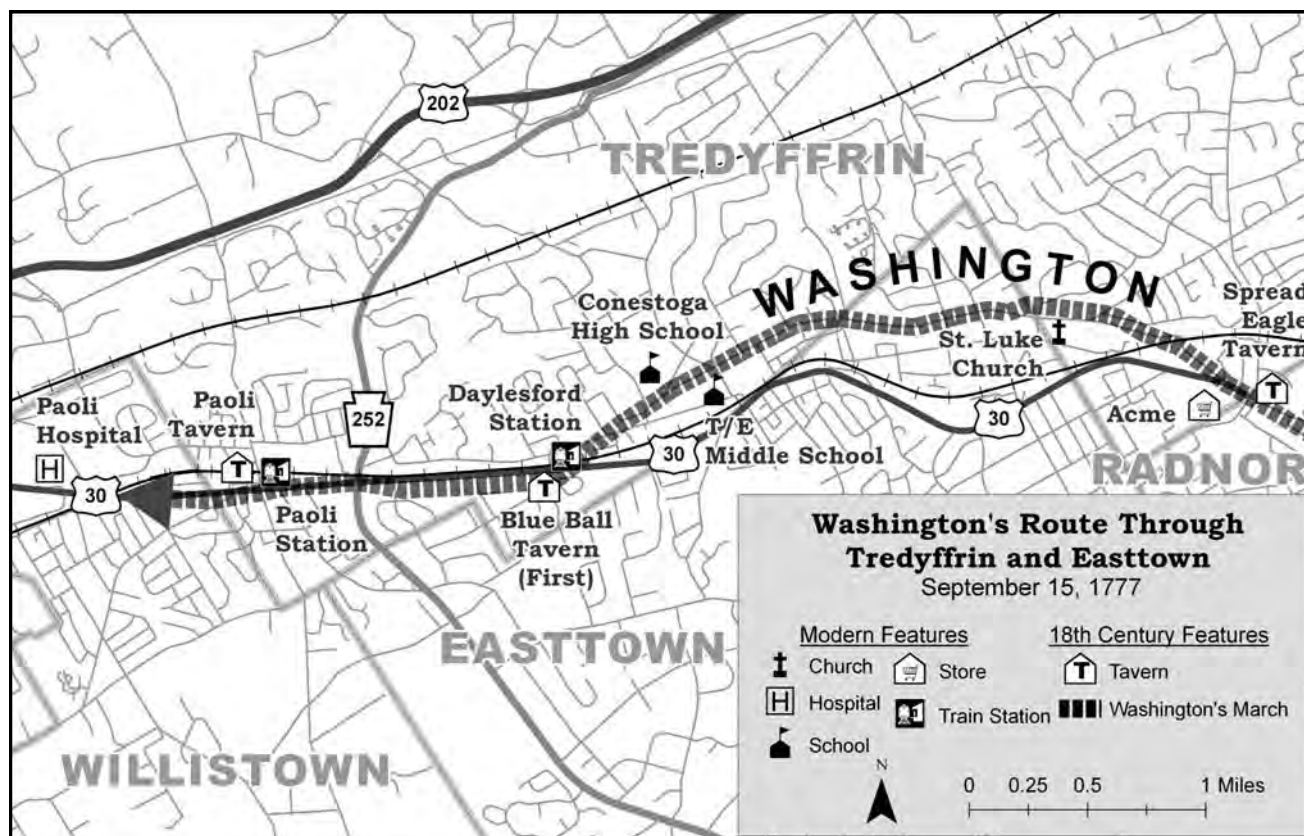 202
TREDYFFRIN
WASHINGTON
Spread
Eagle
Tavern
Conestoga
High School
St. Luke
Church
Paoli
Hospital
Paoli
Tavern
252
Daylesford
Station
30
Acme
T/E
Middle School
30
RADNOR
30
Paoli
Station
Blue Ball
Tavern
(First)
EASTTOWN
WILLISTOWN
Washington's Route Through
Tredyffrin and Easttown
September 15, 1777
Modern Features
18th Century Features
Church
Store
Tavern
H Hospital
Train Station
Washington's March
School
N
0 0.25 0.5 1 Miles